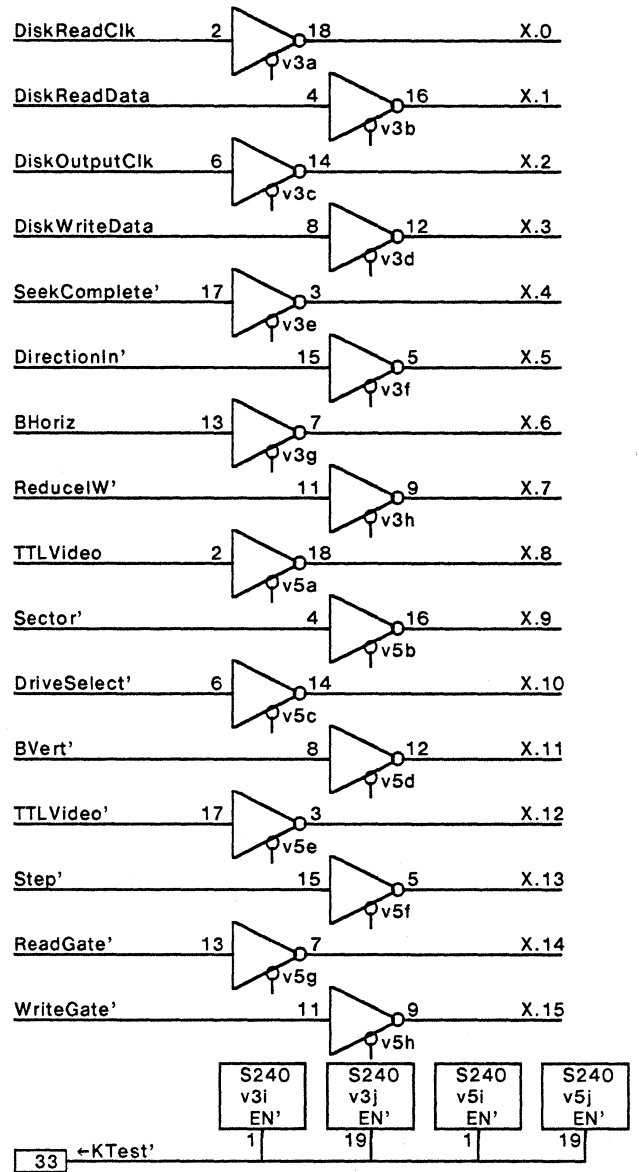 DiskReadClk 2 18 X.0
v3a
DiskReadData 4 16 X.1
v3b
DiskOutputClk 6 14 X.2
v3c
DiskWriteData 8 12 X.3
v3d
SeekComplete' 17 3 X.4
v3e
DirectionIn' 15 5 X.5
v3f
BHoriz 13 7 X.6
v3g
ReduceIW' 11 9 X.7
v3h
TTLVideo 2 18 X.8
v5a
Sector' 4 16 X.9
v5b
DriveSelect' 6 14 X.10
v5c
BVert' 8 12 X.11
v5d
TTLVideo' 17 3 X.12
v5e
Step' 15 5 X.13
v5f
ReadGate' 13 7 X.14
v5g
WriteGate' 11 9 X.15
v5h
S240 S240 S240 S240
v3i v3j v5i v5j
EN' EN' EN' EN'
1 19 1 19
33 ←KTest'